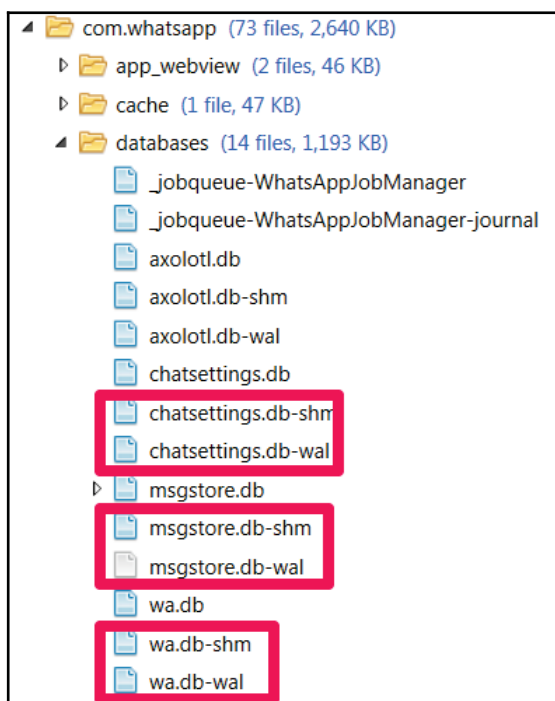 com.whatsapp (73 files, 2,640 KB)
app_webview (2 files, 46 KB)
cache (1 file, 47 KB)
databases (14 files, 1,193 KB)
_jobqueue-WhatsAppJobManager
_jobqueue-WhatsAppJobManager-journal
axolotl.db
axolotl.db-shm
axolotl.db-wal
chatsettings.db
chatsettings.db-shm
chatsettings.db-wal
msgstore.db
msgstore.db-shm
msgstore.db-wal
wa.db
wa.db-shm
wa.db-wal